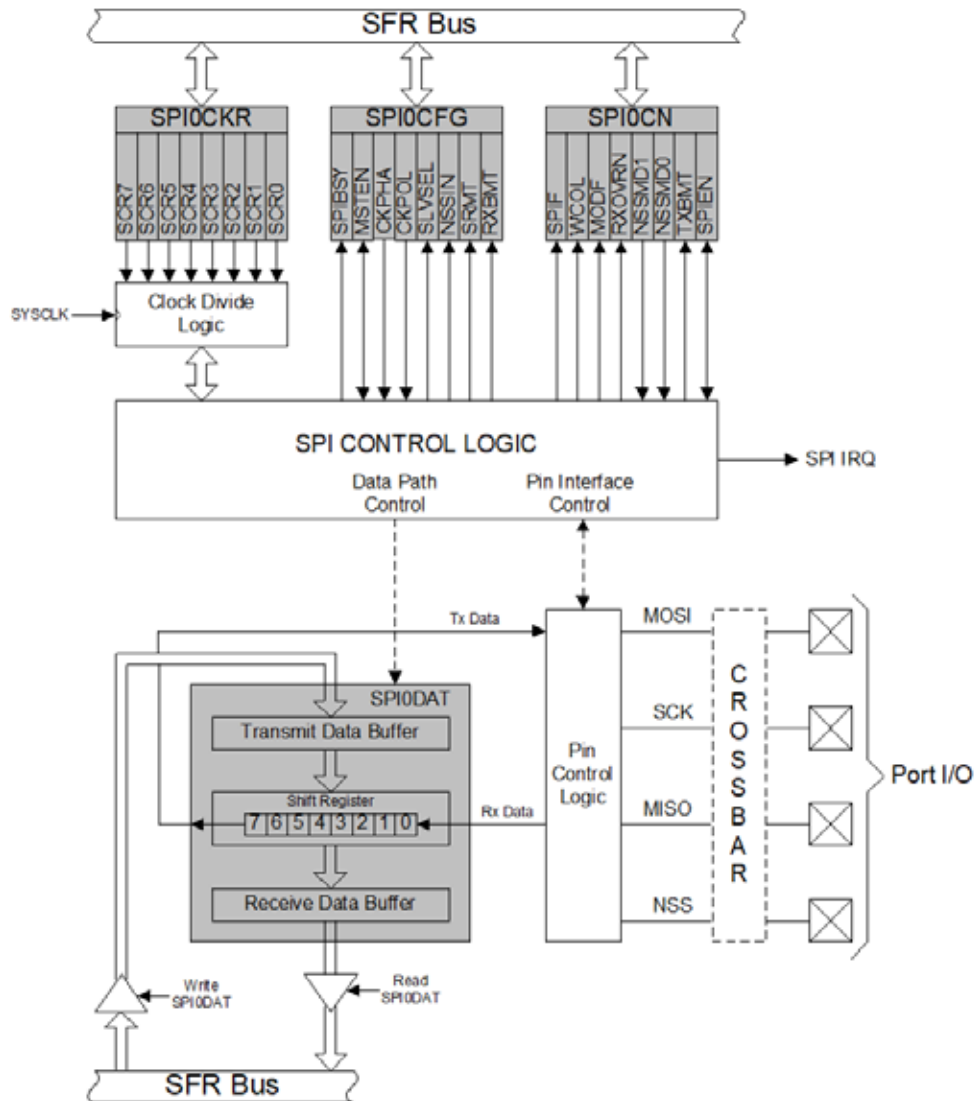 SFR Bus
SPI0CKR
SCR7
SCR6
SCR5
SCR4
SCR3
SCR2
SCR1
SCR0
SPI0CFG
SPIBSY
MSTEN
CKPHA
CKPOL
SLVSEL
NSSIN
SRMT
RXBMT
SPI0CN
SPIF
WCOL
MODF
RXOVRN
NSSMD1
NSSMD0
TXBMT
SPIEN
SYSCLK
Clock Divide
Logic
SPI CONTROL LOGIC
Data Path
Control
Pin Interface
Control
SPI IRQ
Tx Data
SPI0DAT
Transmit Data Buffer
Shift Register
7 6 5 4 3 2 1 0
Rx Data
Receive Data Buffer
Pin
Control
Logic
MOSI
SCK
MISO
NSS
CROSSBAR
Port I/O
Write
SPI0DAT
Read
SPI0DAT
SFR Bus